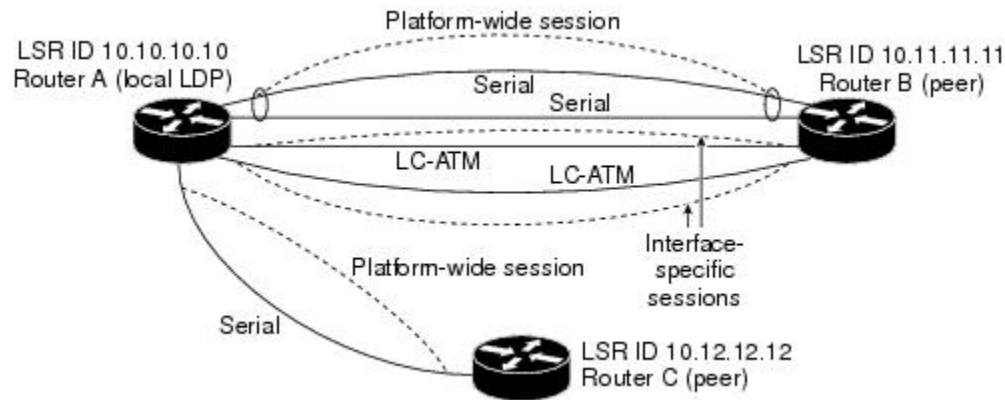 Platform-wide session
LSR ID 10.10.10.10
Router A (local LDP)
LSR ID 10.11.11.11
Router B (peer)
Serial
Serial
LC-ATM
LC-ATM
Interface-
specific
sessions
Platform-wide session
Serial
LSR ID 10.12.12.12
Router C (peer)